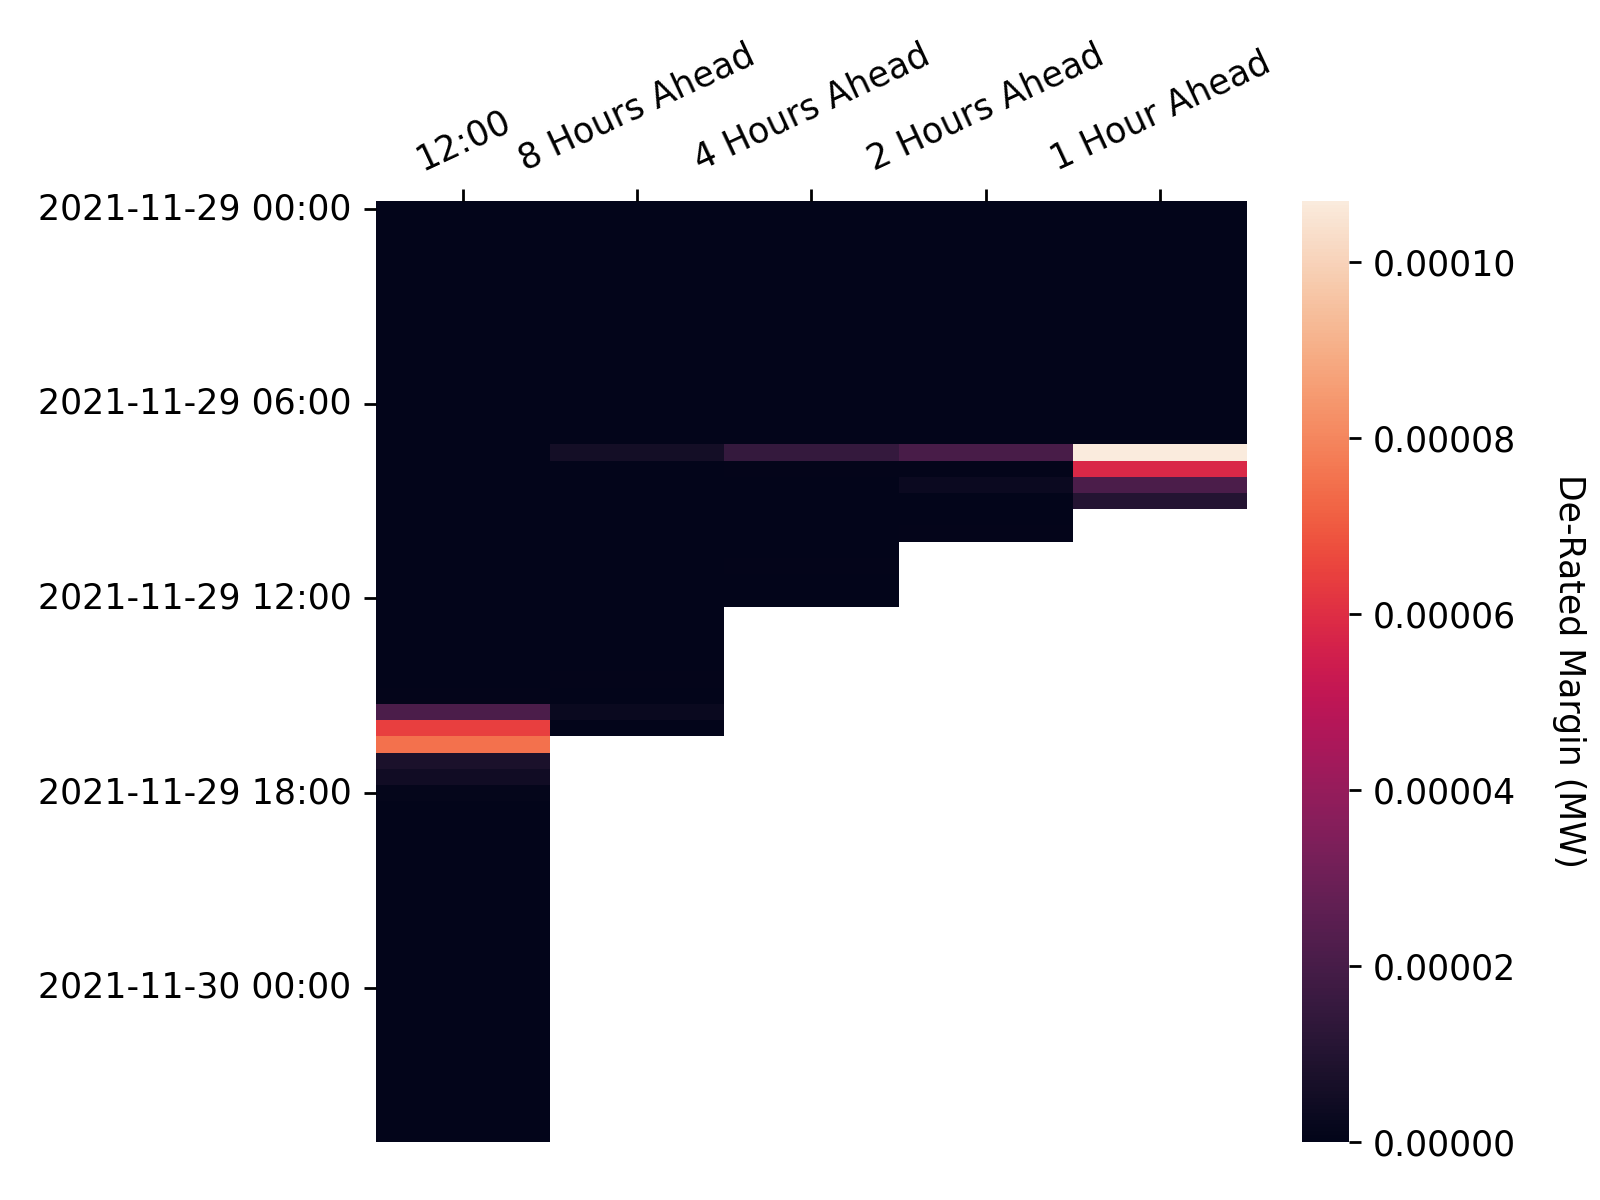 12:00
8 Hours Ahead
4 Hours Ahead
2 Hours Ahead
1 Hour Ahead
2021-11-29 00:00
2021-11-29 06:00
2021-11-29 12:00
2021-11-29 18:00
2021-11-30 00:00
0.00010
0.00008
0.00006
0.00004
0.00002
0.00000
De-Rated Margin (MW)